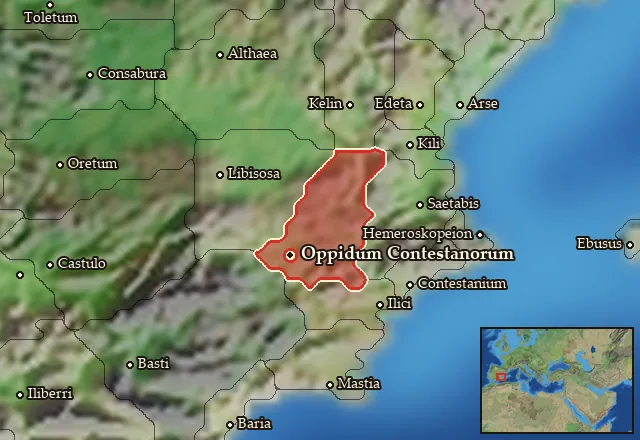 Toletum
Althaea
Consabura
Kelin
Edeta
Arse
Kili
Oretum
Libisosa
Saetabis
Hemeroskopeion
Ebusus
Oppidum Contestanorum
Castulo
Contestanium
Ilici
Basti
Mastia
Iliberri
Baria